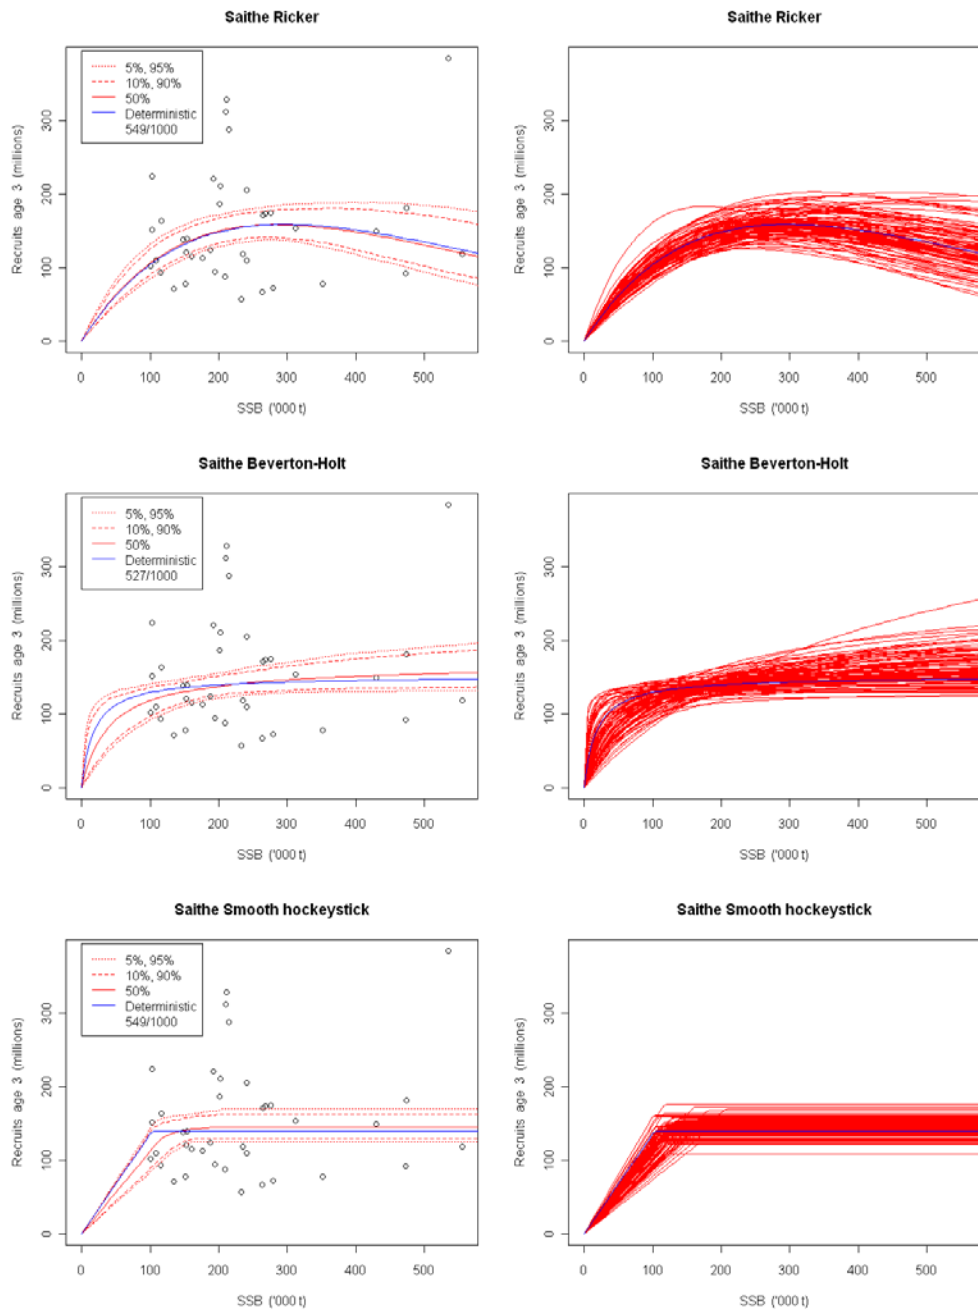 Saithe Ricker
5%, 95%
10%, 90%
50%
Deterministic
549/1000
Recruits age 3 (millions)
0 100 200 300
0 100 200 300 400 500
SSB ('000 t)
Saithe Ricker
Recruits age 3 (millions)
0 100 200 300
0 100 200 300 400 500
SSB ('000 t)
Saithe Beverton-Holt
5%, 95%
10%, 90%
50%
Deterministic
527/1000
Recruits age 3 (millions)
0 100 200 300
0 100 200 300 400 500
SSB ('000 t)
Saithe Beverton-Holt
Recruits age 3 (millions)
0 100 200 300
0 100 200 300 400 500
SSB ('000 t)
Saithe Smooth hockeystick
5%, 95%
10%, 90%
50%
Deterministic
549/1000
Recruits age 3 (millions)
0 100 200 300
0 100 200 300 400 500
SSB ('000 t)
Saithe Smooth hockeystick
Recruits age 3 (millions)
0 100 200 300
0 100 200 300 400 500
SSB ('000 t)